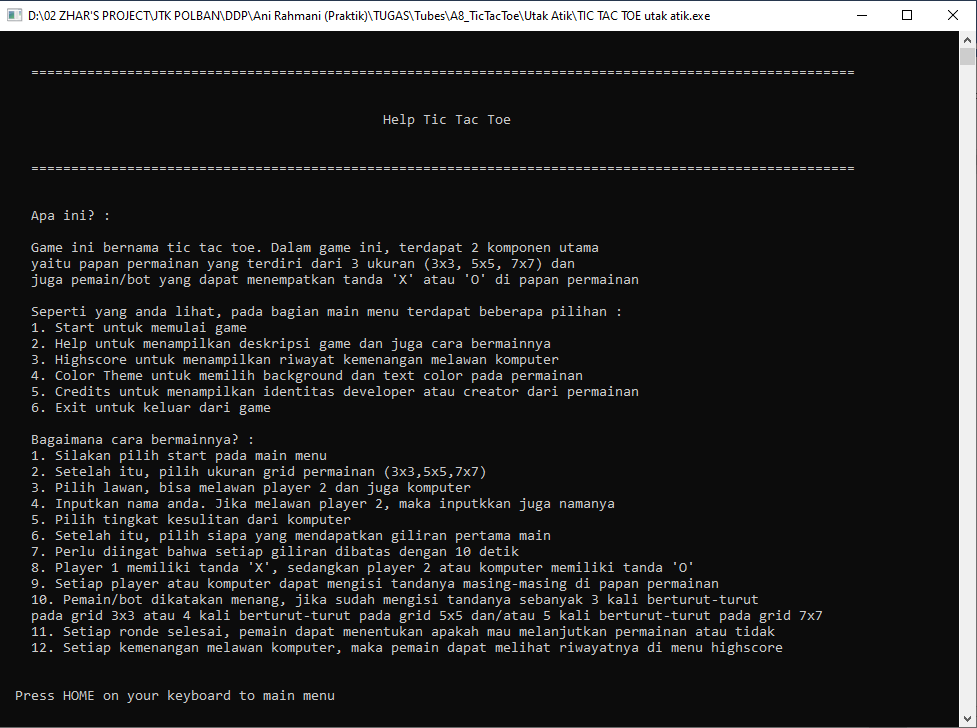 D:\02 ZHAR'S PROJECT\JTK POLBAN\DDP\Ani Rahmani (Praktik)\TUGAS\Tubes\A8_TicTacToe\Utak Atik\TIC TAC TOE utak atik.exe
=======================================================================================================
Help Tic Tac Toe
=======================================================================================================
Apa ini? :
Game ini bernama tic tac toe. Dalam game ini, terdapat 2 komponen utama
yaitu papan permainan yang terdiri dari 3 ukuran (3x3, 5x5, 7x7) dan
juga pemain/bot yang dapat menempatkan tanda 'X' atau 'O' di papan permainan
Seperti yang anda lihat, pada bagian main menu terdapat beberapa pilihan :
1. Start untuk memulai game
2. Help untuk menampilkan deskripsi game dan juga cara bermainnya
3. Highscore untuk menampilkan riwayat kemenangan melawan komputer
4. Color Theme untuk memilih background dan text color pada permainan
5. Credits untuk menampilkan identitas developer atau creator dari permainan
6. Exit untuk keluar dari game
Bagaimana cara bermainnya? :
1. Silakan pilih start pada main menu
2. Setelah itu, pilih ukuran grid permainan (3x3,5x5,7x7)
3. Pilih lawan, bisa melawan player 2 dan juga komputer
4. Inputkan nama anda. Jika melawan player 2, maka inputkkan juga namanya
5. Pilih tingkat kesulitan dari komputer
6. Setelah itu, pilih siapa yang mendapatkan giliran pertama main
7. Perlu diingat bahwa setiap giliran dibatas dengan 10 detik
8. Player 1 memiliki tanda 'X', sedangkan player 2 atau komputer memiliki tanda 'O'
9. Setiap player atau komputer dapat mengisi tandanya masing-masing di papan permainan
10. Pemain/bot dikatakan menang, jika sudah mengisi tandanya sebanyak 3 kali berturut-turut
pada grid 3x3 atau 4 kali berturut-turut pada grid 5x5 dan/atau 5 kali berturut-turut pada grid 7x7
11. Setiap ronde selesai, pemain dapat menentukan apakah mau melanjutkan permainan atau tidak
12. Setiap kemenangan melawan komputer, maka pemain dapat melihat riwayatnya di menu highscore
Press HOME on your keyboard to main menu